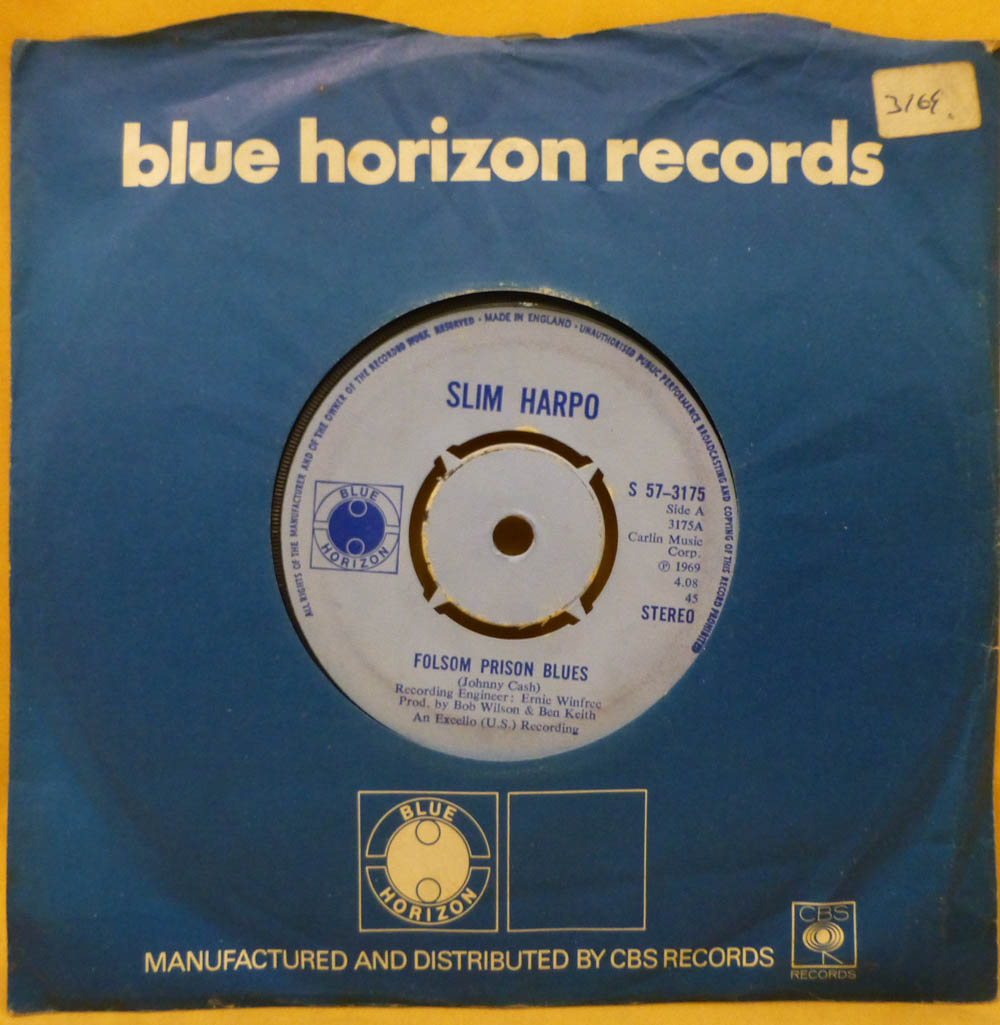 3/69.
blue horizon records
ALL RIGHTS OF THE MANUFACTURER AND OF THE OWNER OF THE RECORDED WORK RESERVED · MADE IN ENGLAND · UNAUTHORISED PUBLIC PERFORMANCE BROADCASTING AND COPYING OF THIS RECORD PROHIBITED
SLIM HARPO
BLUE
HORIZON
S 57-3175
Side A
3175A
Carlin Music
Corp.
℗ 1969
4.08
45
STEREO
FOLSOM PRISON BLUES
(Johnny Cash)
Recording Engineer: Ernie Winfree
Prod. by Bob Wilson & Ben Keith
An Excello (U.S.) Recording
BLUE
HORIZON
MANUFACTURED AND DISTRIBUTED BY CBS RECORDS
CBS
RECORDS